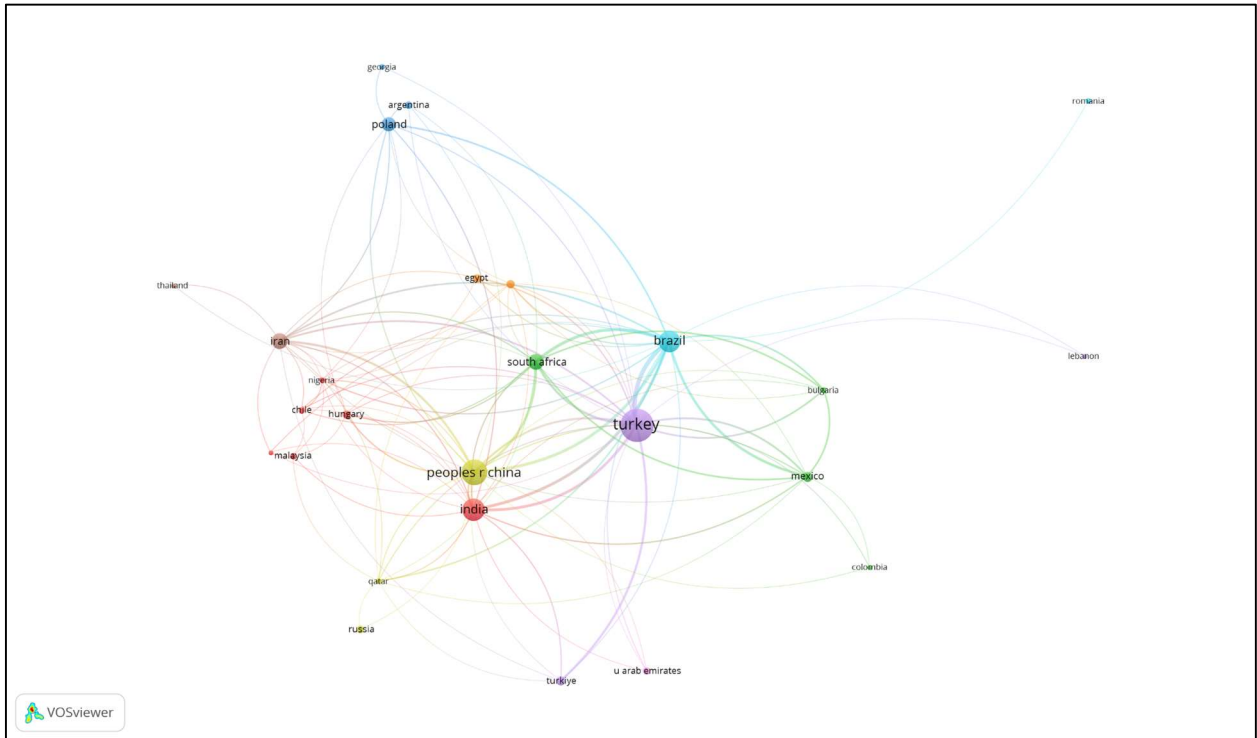 georgia
romania
argentina
poland
egypt
thailand
iran
brazil
lebanon
south africa
nigeria
bulgaria
chile
hungary
turkey
malaysia
peoples r china
mexico
india
colombia
qatar
russia
u arab emirates
turkiye
VOSviewer